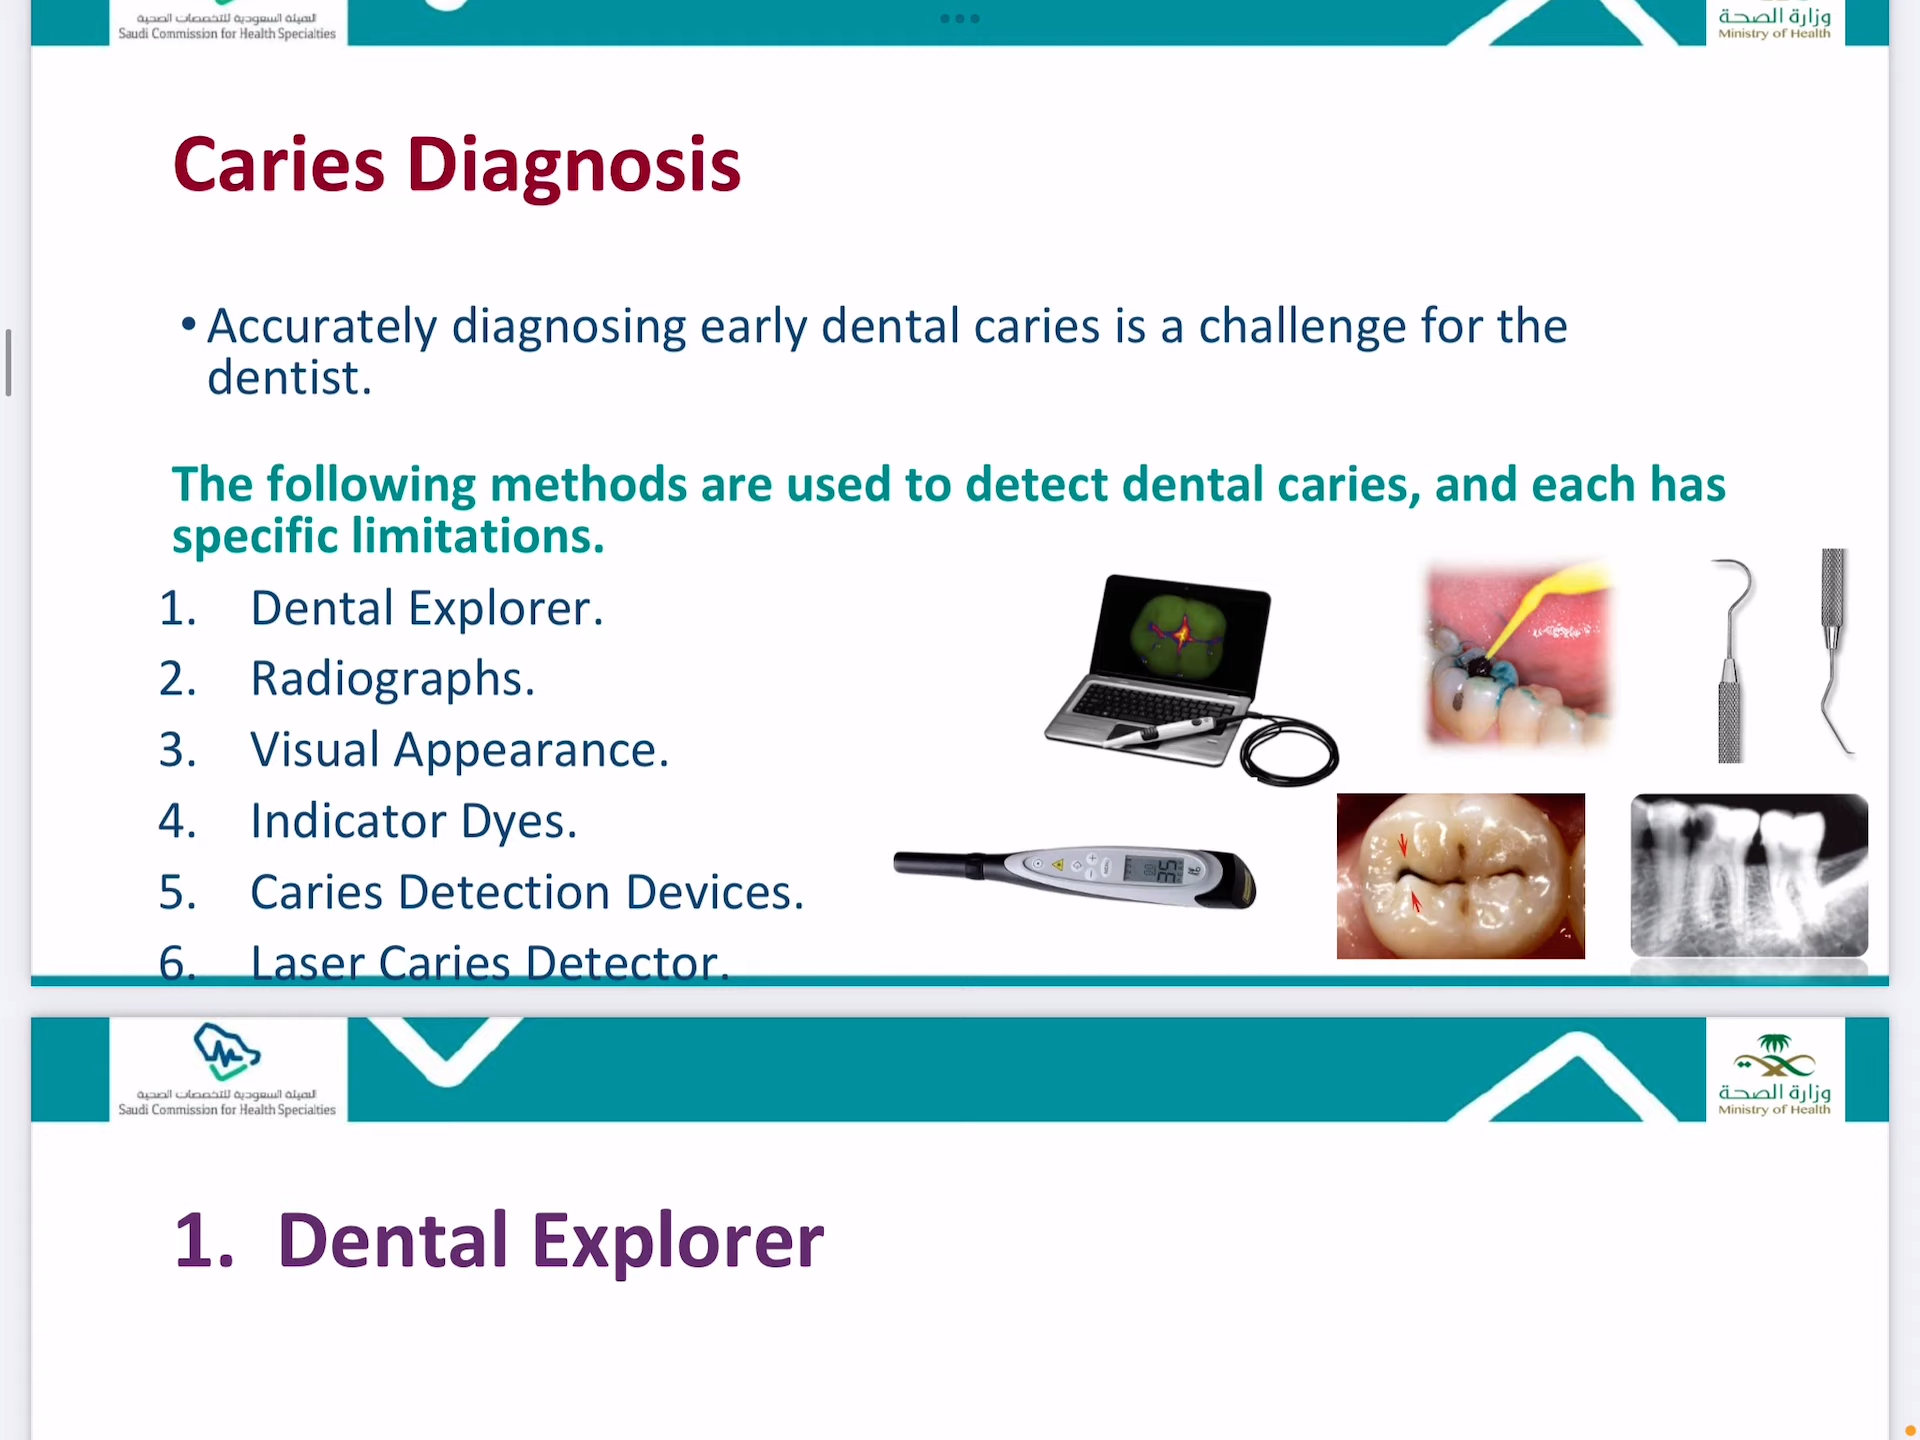 الهيئة السعودية للتخصصات الصحية
Saudi Commission for Health Specialties
وزارة الصحة
Ministry of Health
Caries Diagnosis
• Accurately diagnosing early dental caries is a challenge for the
dentist.
The following methods are used to detect dental caries, and each has
specific limitations.
1. Dental Explorer.
2. Radiographs.
3. Visual Appearance.
4. Indicator Dyes.
5. Caries Detection Devices.
6. Laser Caries Detector.
الهيئة السعودية للتخصصات الصحية
Saudi Commission for Health Specialties
وزارة الصحة
Ministry of Health
1. Dental Explorer